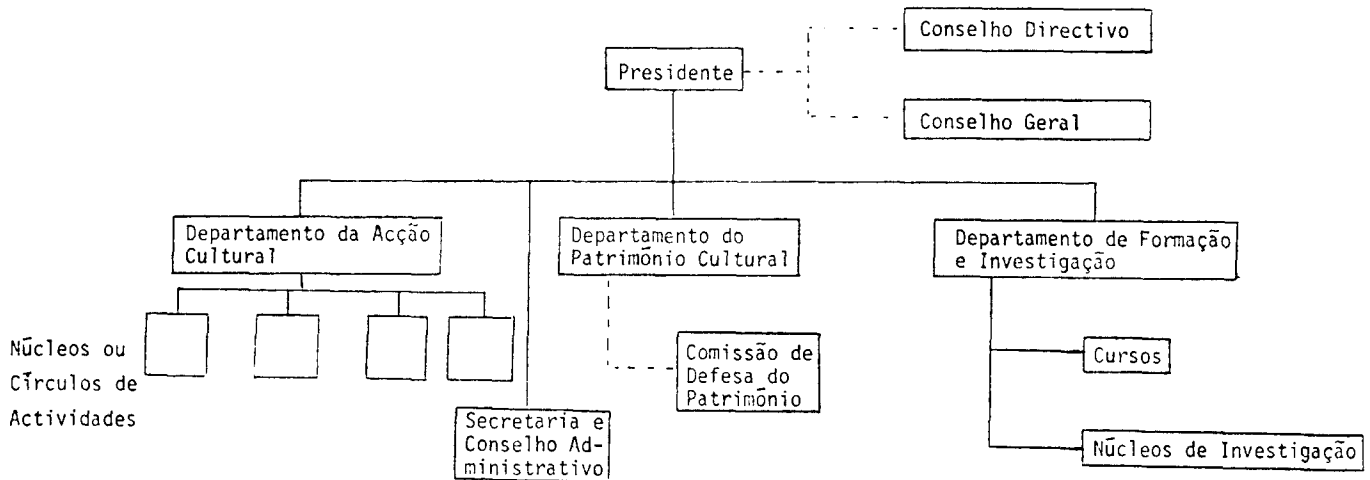 Conselho Directivo
Presidente
Conselho Geral
Departamento da Acção
Cultural
Departamento do
Património Cultural
Departamento de Formação
e Investigação
Núcleos ou
Círculos de
Actividades
Comissão de
Defesa do
Património
Cursos
Secretaria e
Conselho Ad-
ministrativo
Núcleos de Investigação